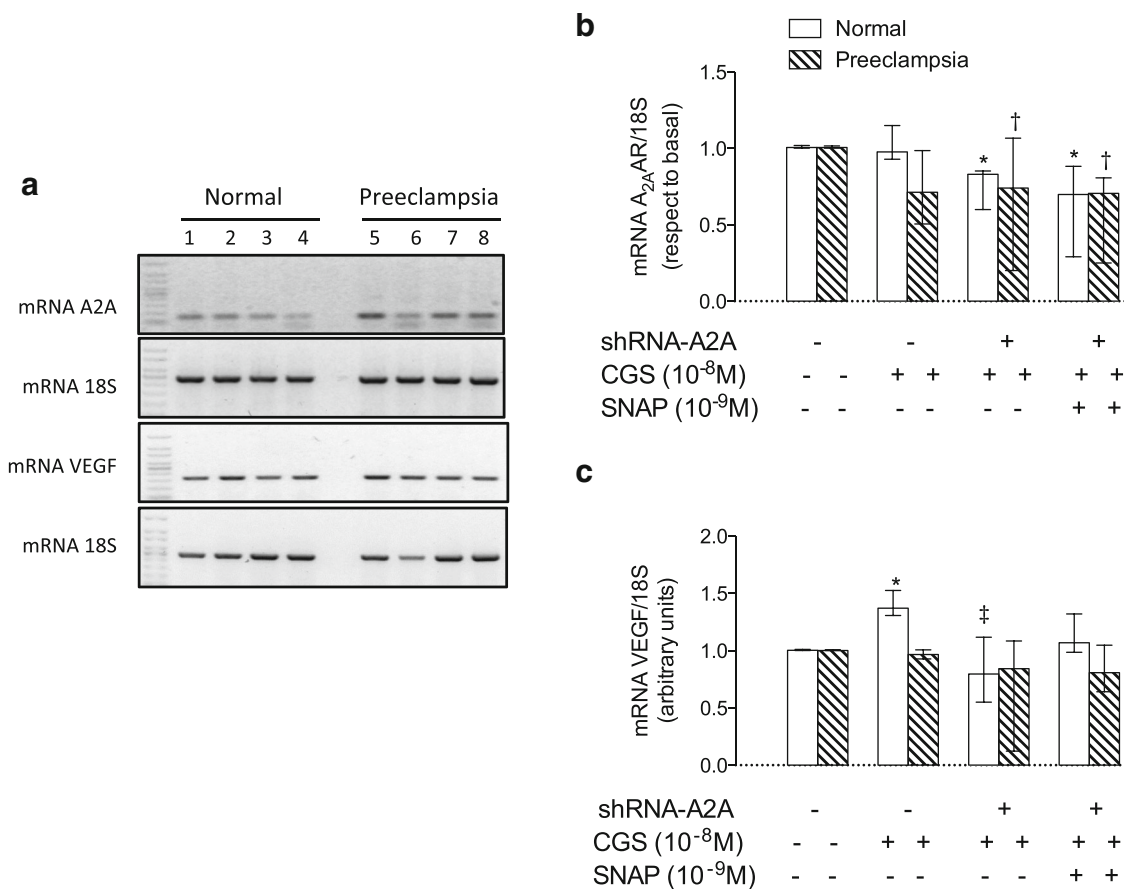 a
Normal Preeclampsia
1 2 3 4 5 6 7 8
mRNA A2A
mRNA 18S
mRNA VEGF
mRNA 18S
b
Normal
Preeclampsia
mRNA A₂ₐAR/18S
(respect to basal)
1.5
1.0
0.5
0.0
* † * †
shRNA-A2A - - + +
CGS (10⁻⁸M) - - + + + + + +
SNAP (10⁻⁹M) - - - - - - + +
c
mRNA VEGF/18S
(arbitrary units)
2.0
1.5
1.0
0.5
0.0
* ‡
shRNA-A2A - - + +
CGS (10⁻⁸M) - - + + + + + +
SNAP (10⁻⁹M) - - - - - - + +